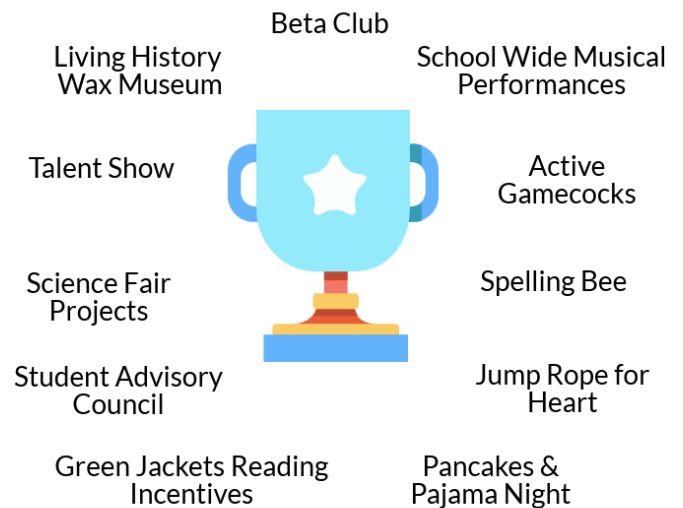 Beta Club
Living History
Wax Museum
School Wide Musical
Performances
Talent Show
Active
Gamecocks
Science Fair
Projects
Spelling Bee
Student Advisory
Council
Jump Rope for
Heart
Green Jackets Reading
Incentives
Pancakes &
Pajama Night